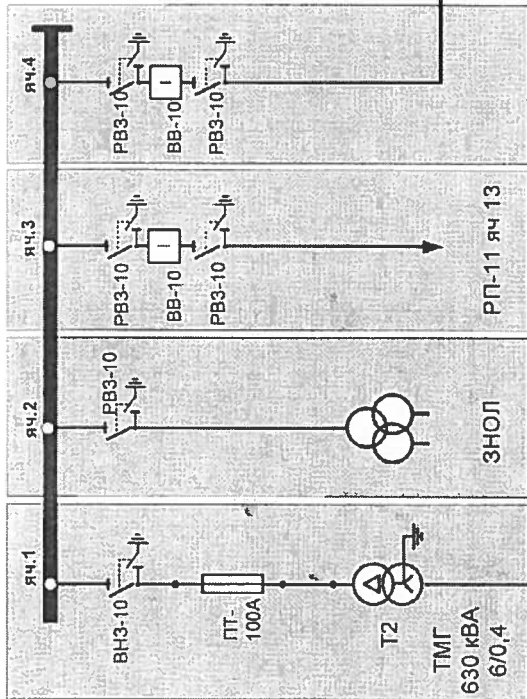 яч.4
РВЗ-10
ВВ-10
РВЗ-10
яч.3
РВЗ-10
ВВ-10
РВЗ-10
РП-11 яч 13
яч.2
РВЗ-10
ЗНОЛ
яч.1
ВНЗ-10
ПТ-
100А
Т2
ТМГ
630 кВА
6/0,4